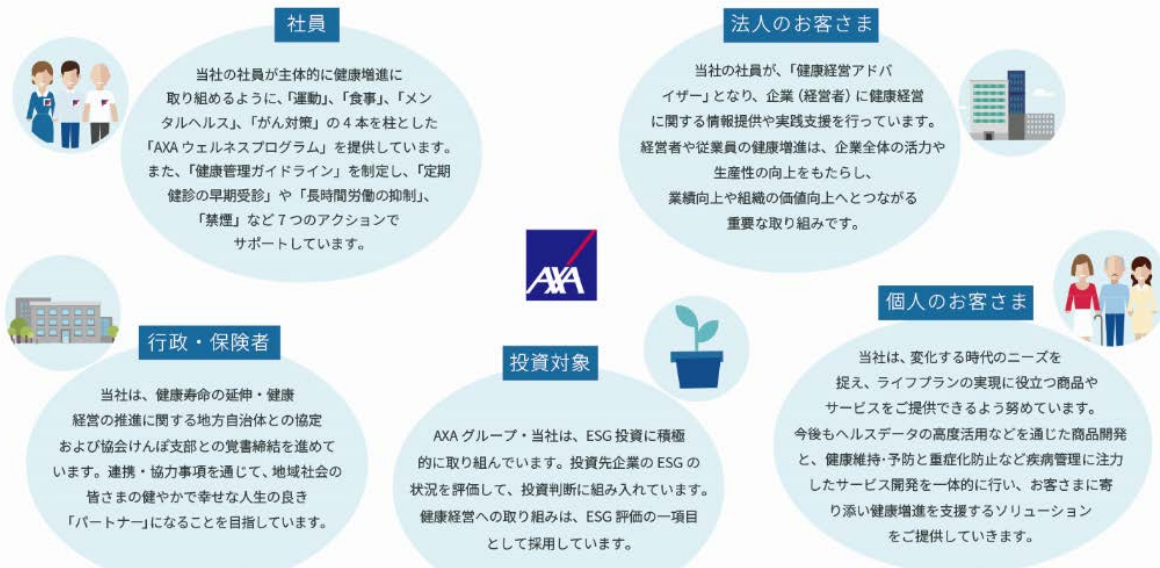 社員
当社の社員が主体的に健康増進に
取り組めるように、「運動」、「食事」、「メン
タルヘルス」、「がん対策」の4本を柱とした
「AXAウェルネスプログラム」を提供しています。
また、「健康管理ガイドライン」を制定し、「定期
健診の早期受診」や「長時間労働の抑制」、
「禁煙」など7つのアクションで
サポートしています。
法人のお客さま
当社の社員が、「健康経営アドバ
イザー」となり、企業（経営者）に健康経営
に関する情報提供や実践支援を行っています。
経営者や従業員の健康増進は、企業全体の活力や
生産性の向上をもたらし、
業績向上や組織の価値向上へとつながる
重要な取り組みです。
AXA
行政・保険者
当社は、健康寿命の延伸・健康
経営の推進に関する地方自治体との協定
および協会けんぽ支部との覚書締結を進めて
います。連携・協力事項を通じて、地域社会の
皆さまの健やかで幸せな人生の良き
「パートナー」になることを目指しています。
投資対象
AXAグループ・当社は、ESG投資に積極
的に取り組んでいます。投資先企業のESGの
状況を評価して、投資判断に組み入れています。
健康経営への取り組みは、ESG評価の一項目
として採用しています。
個人のお客さま
当社は、変化する時代のニーズを
捉え、ライフプランの実現に役立つ商品や
サービスをご提供できるよう努めています。
今後もヘルスデータの高度活用などを通じた商品開発
と、健康維持・予防と重症化防止など疾病管理に注力
したサービス開発を一体的に行い、お客さまに寄
り添い健康増進を支援するソリューション
をご提供していきます。